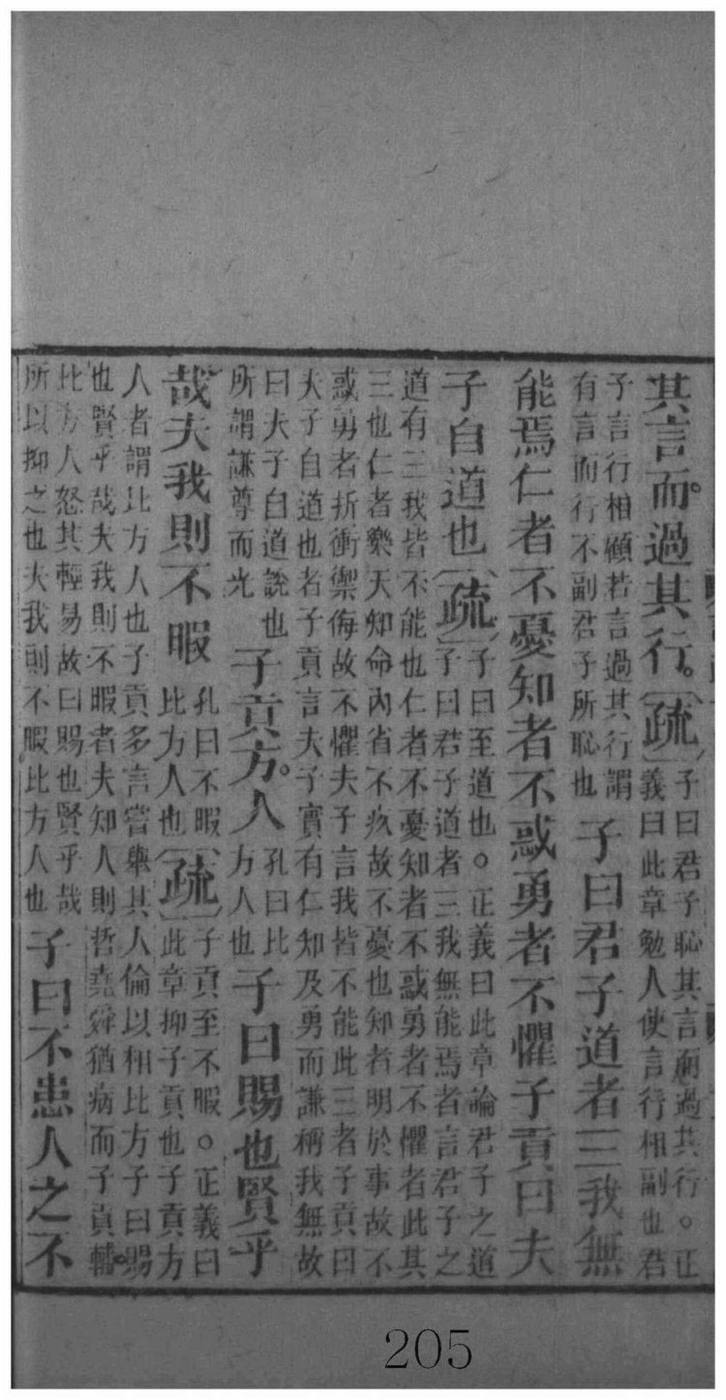 其言而過其行。〔疏〕子曰君子恥其言而過其行。正
義曰此章勉人使言行相副也君
子言行相顧若言過其行謂
有言而行不副君子所恥也子曰君子道者三我無
能焉仁者不憂知者不惑勇者不懼子貢曰夫
子自道也〔疏〕子曰至道也。正義曰此章論君子之道
子曰君子道者三我無能焉者言君子之
道有三我皆不能也仁者不憂知者不惑勇者不懼者此其
三也仁者樂天知命內省不疚故不憂也知者明於事故不
惑勇者折衝禦侮故不懼夫子言我皆不能此三者子貢曰
夫子自道也者子貢言夫子實有仁知及勇而謙稱我無故
曰夫子自道說也
所謂謙尊而光子貢方。人孔曰比
方人也子曰賜也賢乎
哉夫我則不暇孔曰不暇
比方人也〔疏〕子貢至不暇。正義曰
此章抑子貢也子貢方
人者謂比方人也子貢多言嘗舉其人倫以相比方子曰賜
也賢乎哉夫我則不暇者夫知人則哲堯舜猶病而子貢輒。
比方人怒其輕易故曰賜也賢乎哉
所以抑之也夫我則不暇比方人也子曰不患人之不
205